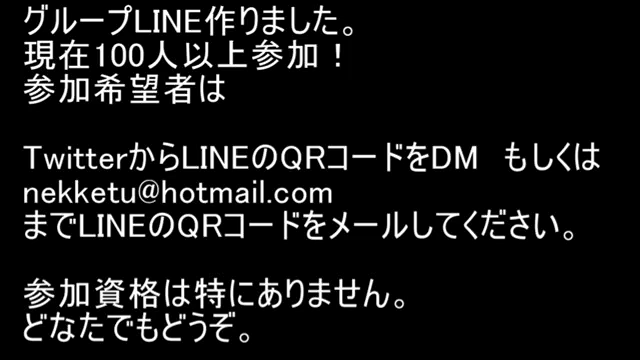 グループLINE作りました。
現在100人以上参加！
参加希望者は
TwitterからLINEのQRコードをDM　もしくは
nekketu@hotmail.com
までLINEのQRコードをメールしてください。
参加資格は特にありません。
どなたでもどうぞ。